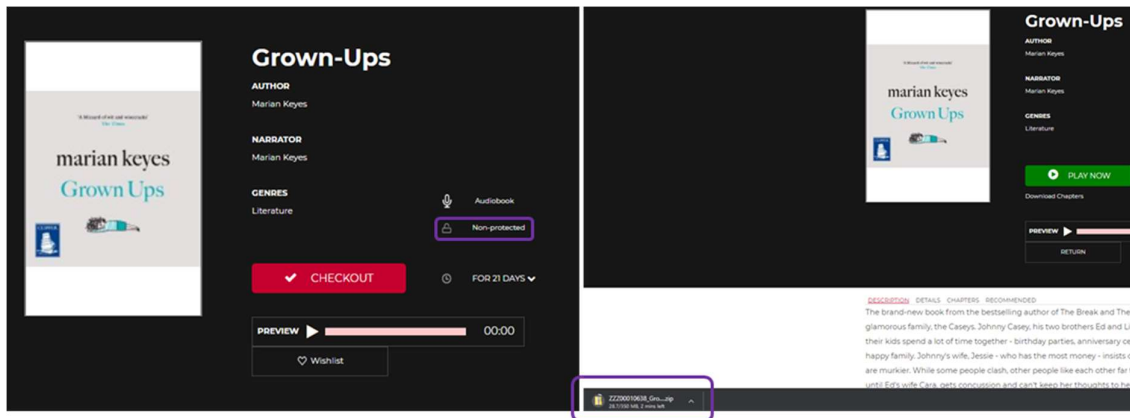 Grown-Ups
AUTHOR
Marian Keyes
NARRATOR
Marian Keyes
GENRES
Literature
Audiobook
Non-protected
CHECKOUT
FOR 21 DAYS
PREVIEW
00:00
Wishlist
marian keyes
Grown Ups
Grown-Ups
AUTHOR
Marian Keyes
NARRATOR
Marian Keyes
GENRES
Literature
PLAY NOW
Download Chapters
PREVIEW
RETURN
marian keyes
Grown Ups
DESCRIPTION DETAILS CHAPTERS RECOMMENDED
The brand-new book from the bestselling author of The Break and The
glamorous family, the Caseys. Johnny Casey, his two brothers Ed and Li
their kids spend a lot of time together - birthday parties, anniversary ce
happy family. Johnny's wife, Jessie - who has the most money - insists o
are murkier. While some people clash, other people like each other far
until Ed's wife Cara, gets concussion and can't keep her thoughts to he
ZZZ00010638_Gro....zip
MB, 2 mins left